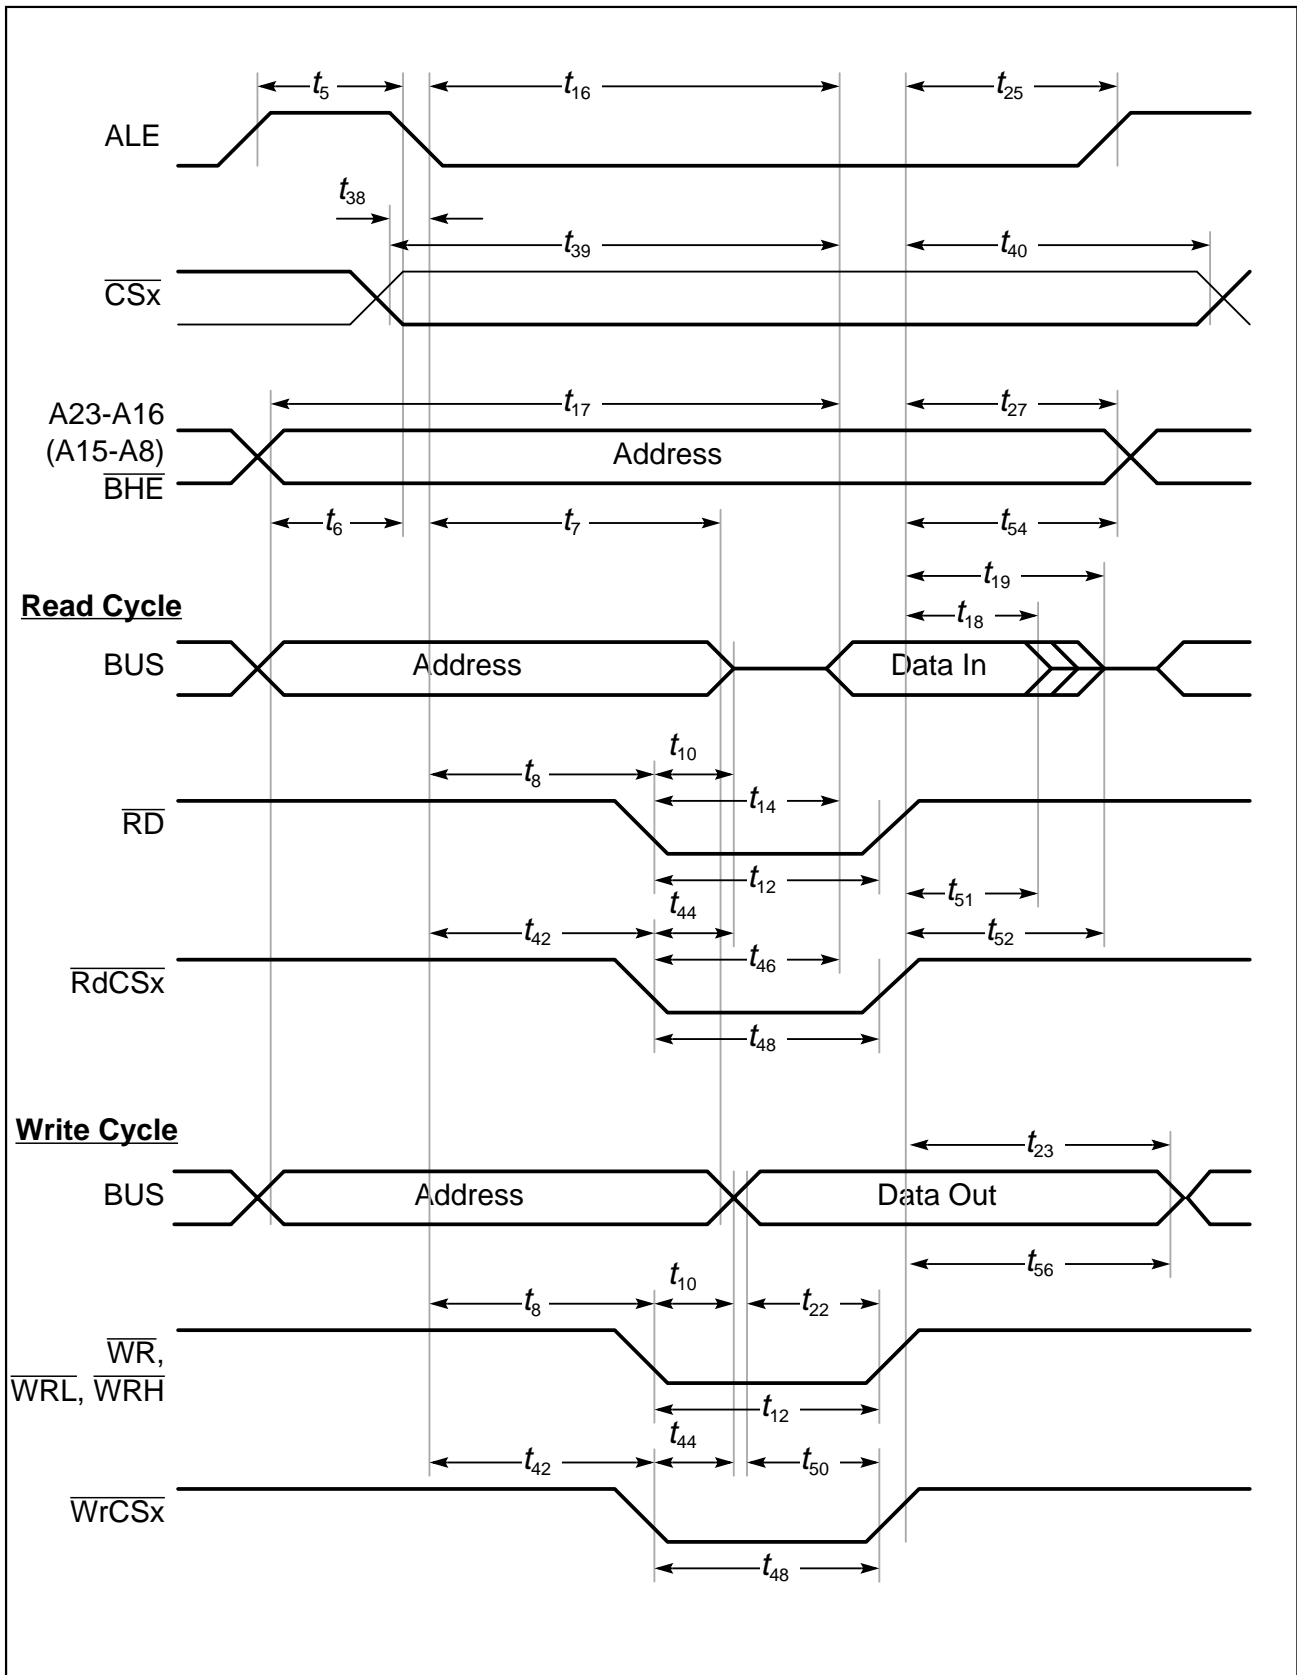 t5 t16 t25
ALE
t38
t39 t40
CSx
t17 t27
A23-A16
(A15-A8)
BHE
Address
t6 t7 t54
t19
Read Cycle
t18
BUS Address Data In
t10
t8
t14
RD
t12
t51
t44
t42 t52
t46
RdCSx
t48
Write Cycle
t23
BUS Address Data Out
t56
t10
t8 t22
WR,
WRL, WRH
t12
t44
t42 t50
WrCSx
t48